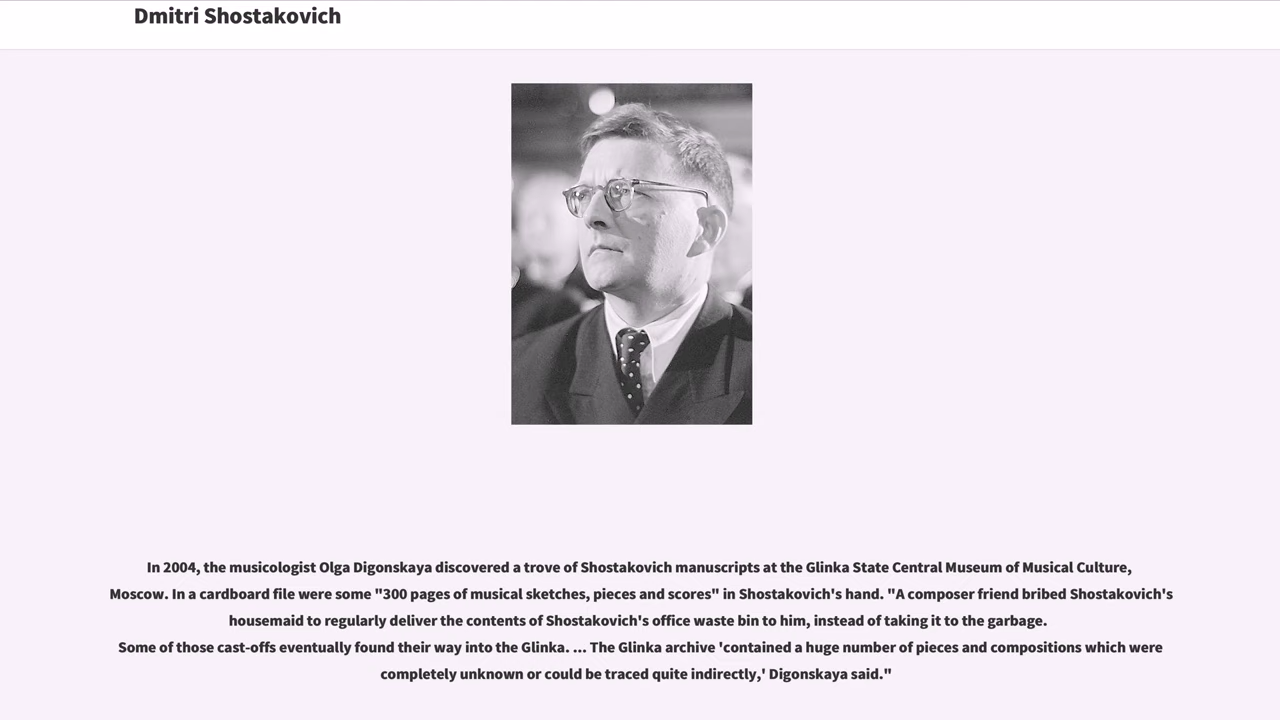 Dmitri Shostakovich
In 2004, the musicologist Olga Digonskaya discovered a trove of Shostakovich manuscripts at the Glinka State Central Museum of Musical Culture,
Moscow. In a cardboard file were some "300 pages of musical sketches, pieces and scores" in Shostakovich's hand. "A composer friend bribed Shostakovich's
housemaid to regularly deliver the contents of Shostakovich's office waste bin to him, instead of taking it to the garbage.
Some of those cast-offs eventually found their way into the Glinka. ... The Glinka archive 'contained a huge number of pieces and compositions which were
completely unknown or could be traced quite indirectly,' Digonskaya said."